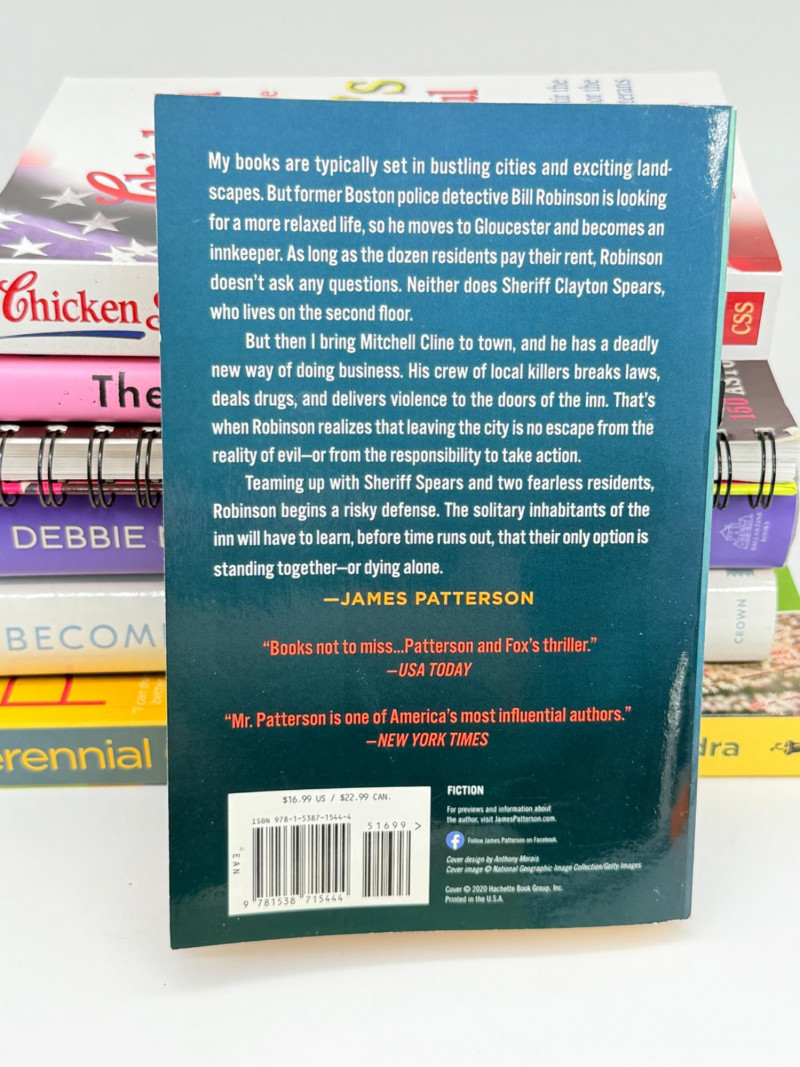 My books are typically set in bustling cities and exciting land-
scapes. But former Boston police detective Bill Robinson is looking
for a more relaxed life, so he moves to Gloucester and becomes an
innkeeper. As long as the dozen residents pay their rent, Robinson
doesn't ask any questions. Neither does Sheriff Clayton Spears,
who lives on the second floor.
But then I bring Mitchell Cline to town, and he has a deadly
new way of doing business. His crew of local killers breaks laws,
deals drugs, and delivers violence to the doors of the inn. That's
when Robinson realizes that leaving the city is no escape from the
reality of evil—or from the responsibility to take action.
Teaming up with Sheriff Spears and two fearless residents,
Robinson begins a risky defense. The solitary inhabitants of the
inn will have to learn, before time runs out, that their only option is
standing together—or dying alone.
—JAMES PATTERSON
"Books not to miss...Patterson and Fox's thriller."
—USA TODAY
"Mr. Patterson is one of America's most influential authors."
—NEW YORK TIMES
$16.99 US / $22.99 CAN.
ISBN 978-1-5387-1544-4
51699 >
EAN
9 781538 715444
FICTION
For previews and information about
the author, visit JamesPatterson.com.
Follow James Patterson on Facebook.
Cover design by Anthony Morais
Cover image © National Geographic Image Collection/Getty Images
Cover © 2020 Hachette Book Group, Inc.
Printed in the U.S.A.
Chicken
CSS
The
DEBBIE
BALLANTINE
BOOKS
BECOM
CROWN
erennial
dra